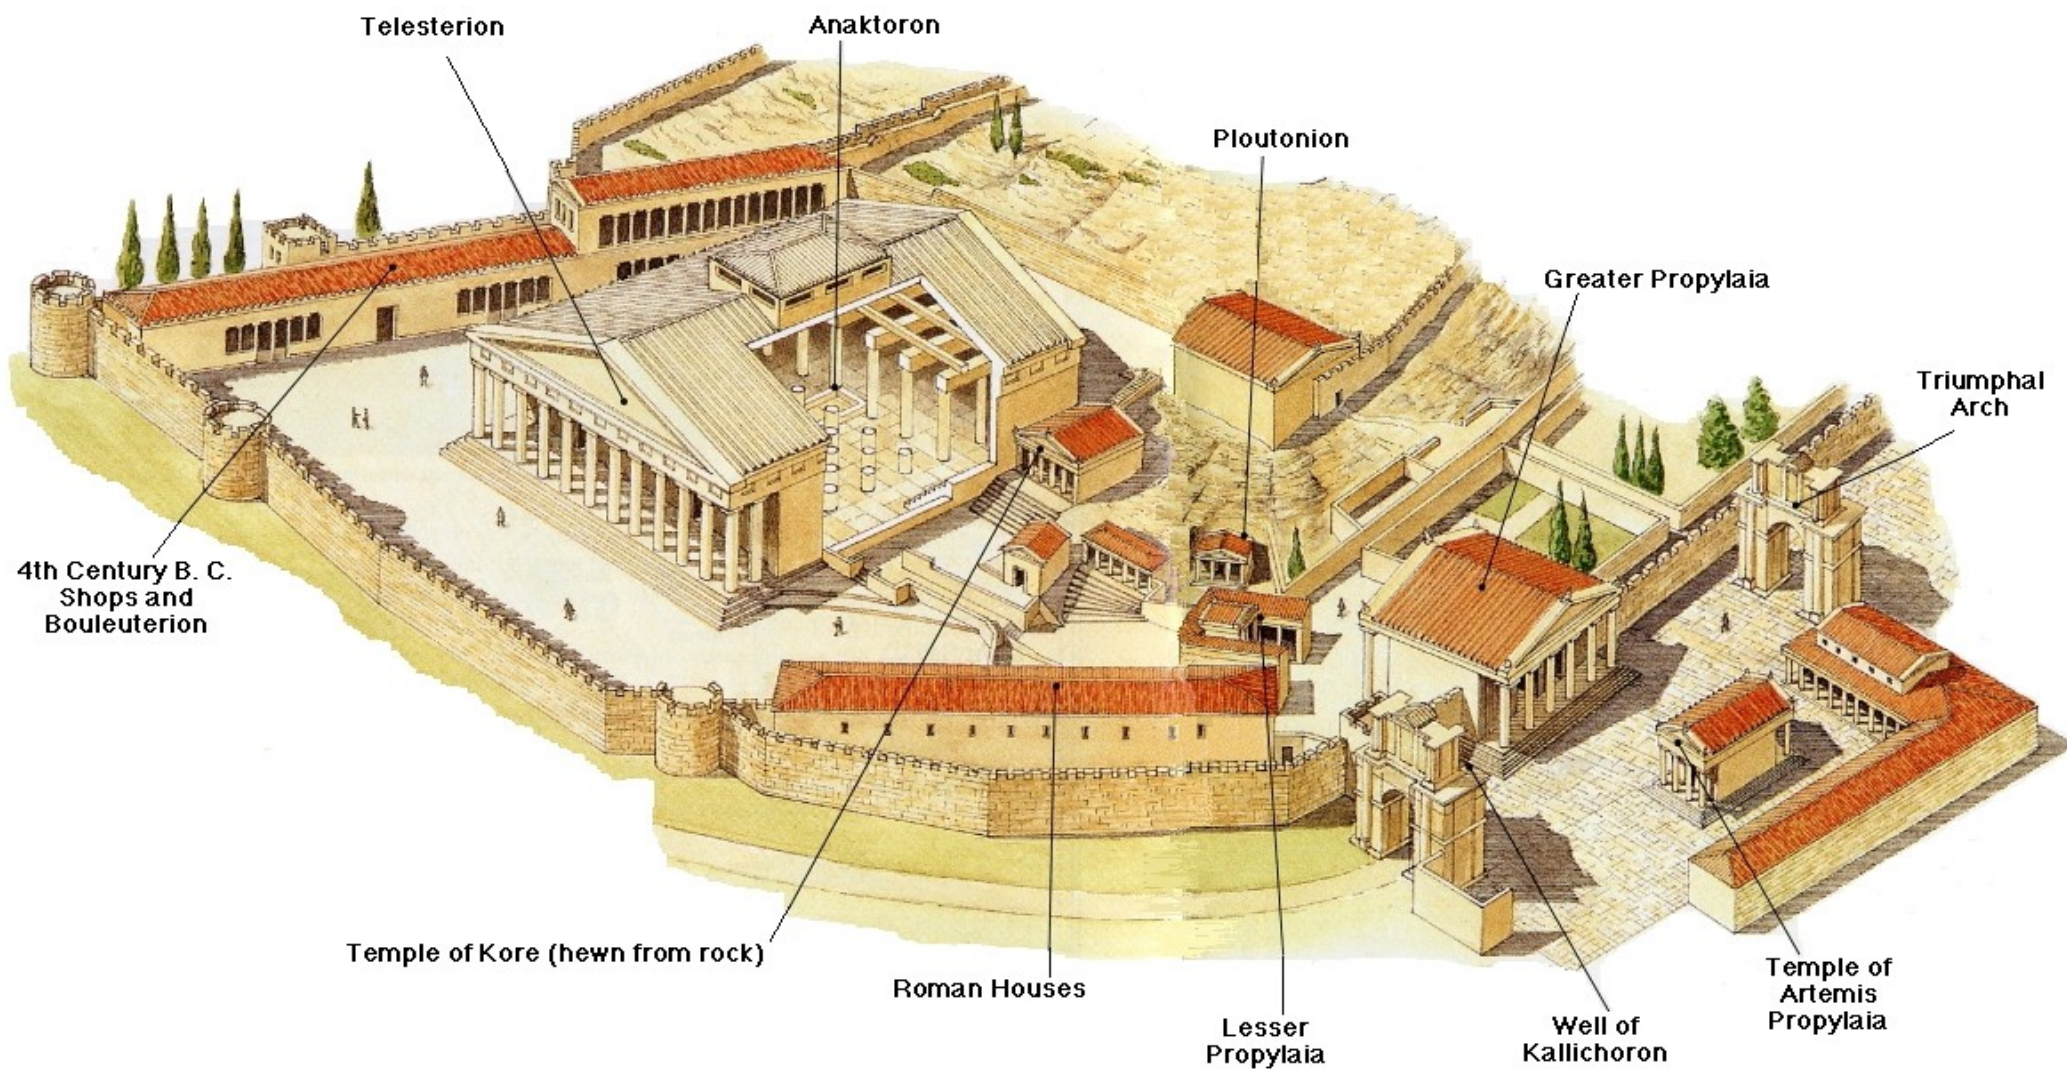 Telesterion
Anaktoron
Ploutonion
Greater Propylaia
Triumphal
Arch
4th Century B. C.
Shops and
Bouleuterion
Temple of Kore (hewn from rock)
Roman Houses
Lesser
Propylaia
Well of
Kallichoron
Temple of
Artemis
Propylaia